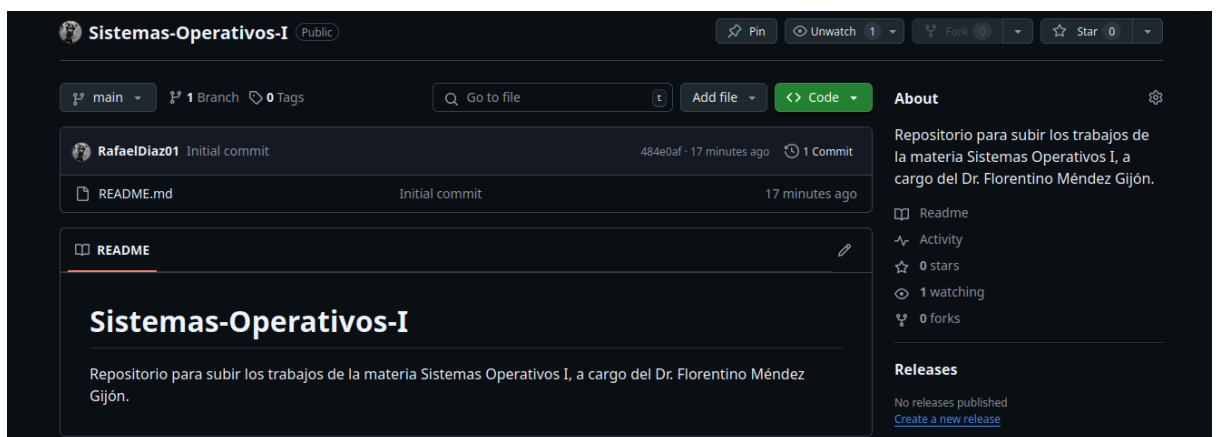 Sistemas-Operativos-I Public
Pin
Unwatch 1
Fork 0
Star 0
main
1 Branch
0 Tags
Go to file
t
Add file
Code
RafaelDiaz01 Initial commit
484e0af · 17 minutes ago
1 Commit
README.md
Initial commit
17 minutes ago
README
Sistemas-Operativos-I
Repositorio para subir los trabajos de la materia Sistemas Operativos I, a cargo del Dr. Florentino Méndez
Gijón.
About
Repositorio para subir los trabajos de
la materia Sistemas Operativos I, a
cargo del Dr. Florentino Méndez Gijón.
Readme
Activity
0 stars
1 watching
0 forks
Releases
No releases published
Create a new release